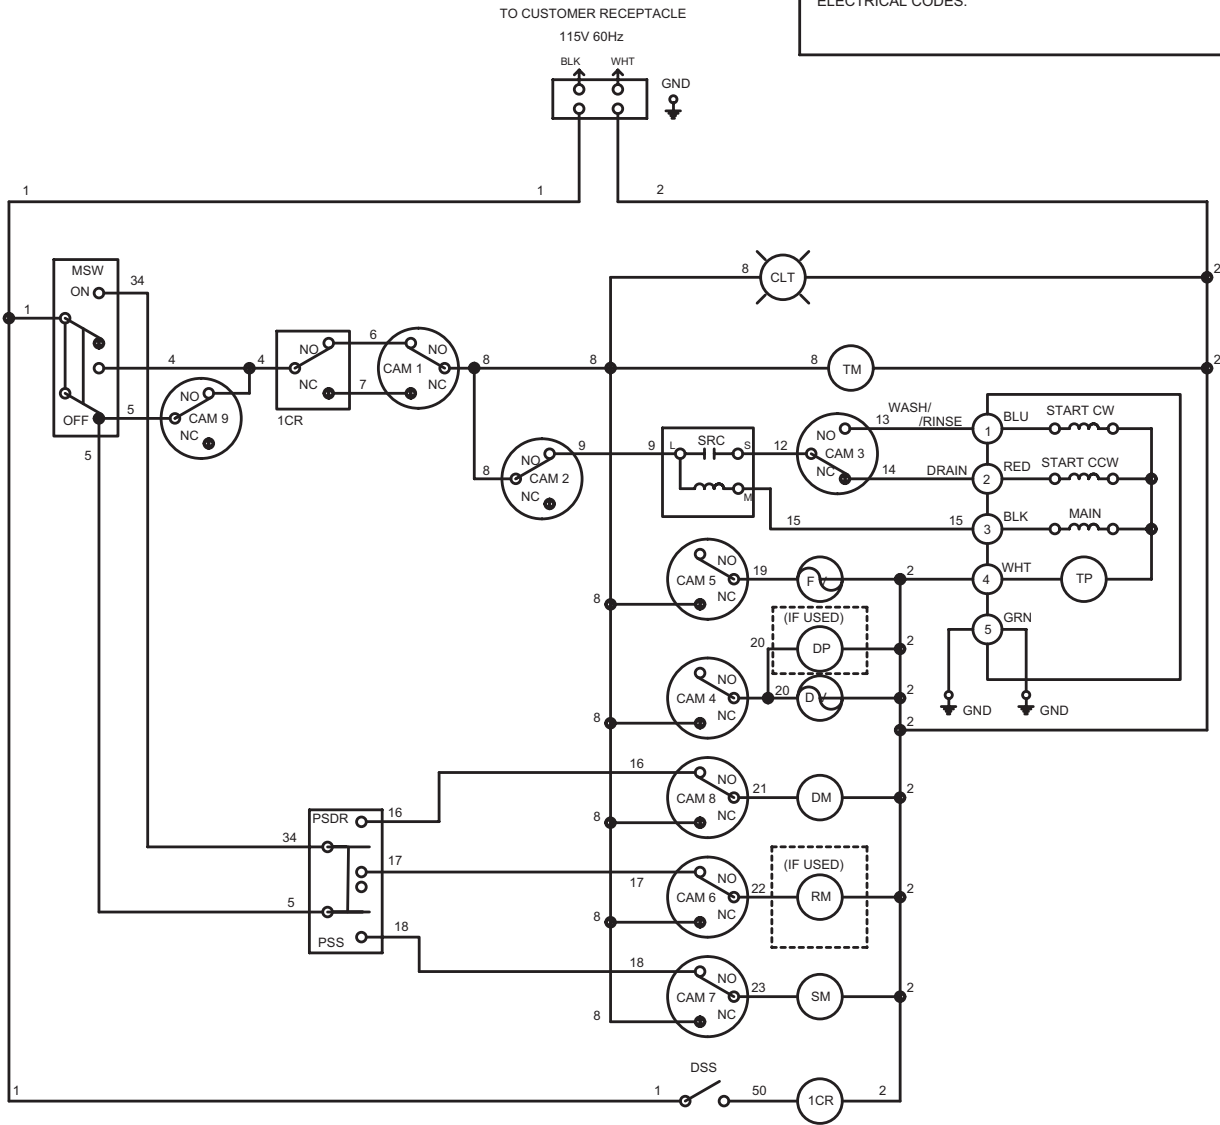 ELECTRICAL CODES.
TO CUSTOMER RECEPTACLE
115V 60Hz
BLK WHT
GND
1 1 2
MSW
ON 34
8 CLT 2
1
4 4 NO 6 NO 8 8 8 TM 2
CAM 1
NC 7 NC
1CR
NO
OFF 5 CAM 9
NC
5
WASH/
13 /RINSE 1 BLU START CW
NO
9 9 L SRC S 12 CAM 3
NO
8 CAM 2
NC
NC 14 DRAIN 2 RED START CCW
M
15 15 3 BLK MAIN
NO
CAM 5 19 F V 2 4 WHT TP
NC
8
(IF USED)
20 DP 2
5 GRN
NO
CAM 4 20 D V 2
NC
8 2
GND GND
16 NO
CAM 8 21 DM 2
NC
8
PSDR 16
34
17
(IF USED)
17 NO
CAM 6 22 RM 2
NC
8
5
18
PSS
18 NO
CAM 7 23 SM 2
NC
8
DSS
1 1 50 1CR 2